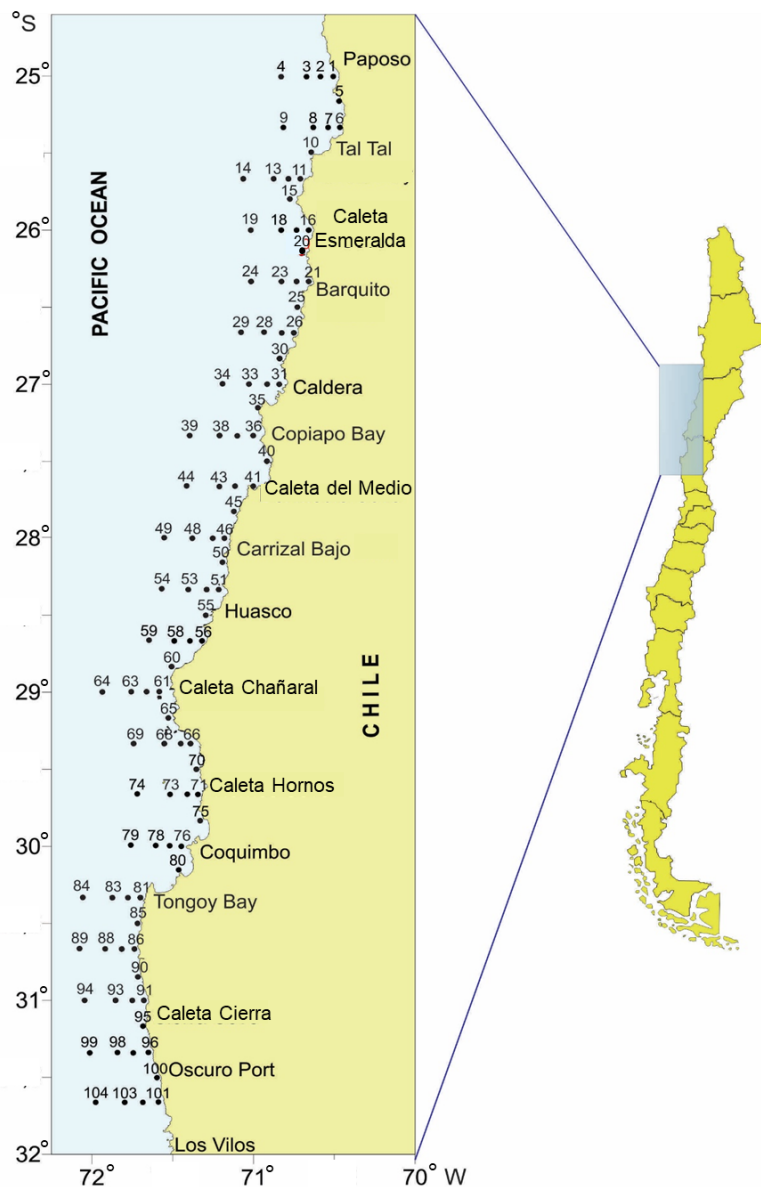 °S
Paposo
4 3 2 1
25°
5
9 8 7 6
10
Tal Tal
PACIFIC OCEAN
14 13 11
15
Caleta
19 18 16
26°
20
Esmeralda
24 23 21
Barquito
25
29 28 26
30
34 33 31
27°
Caldera
35
39 38 36
Copiapo Bay
40
44 43 41
Caleta del Medio
45
49 48 46
28°
Carrizal Bajo
50
54 53 51
55
Huasco
59 58 56
60
CHILE
64 63 61
29°
Caleta Chañaral
65
69 68 66
70
74 73 71
Caleta Hornos
75
79 78 76
30°
Coquimbo
80
84 83 81
Tongoy Bay
85
89 88 86
90
94 93 91
31°
Caleta Cierra
95
99 98 96
100
Oscuro Port
104 103 101
Los Vilos
32°
72° 71° 70° W